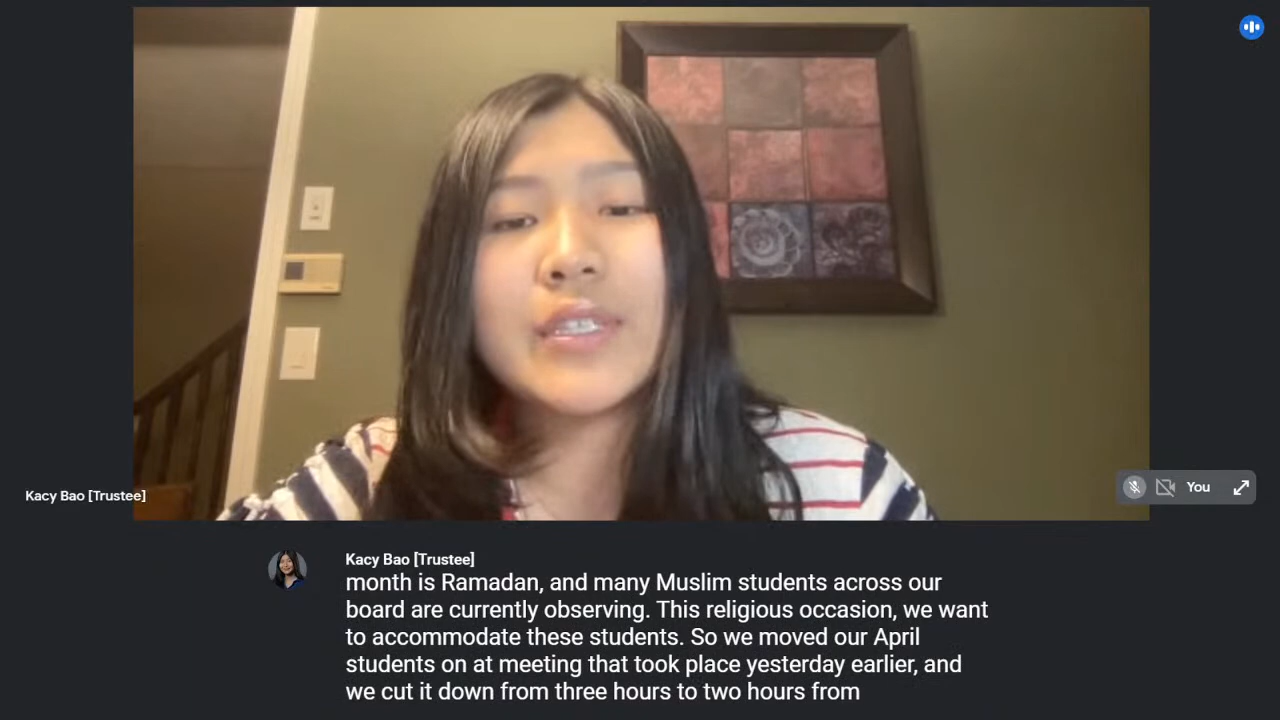 Kacy Bao [Trustee]
You
Kacy Bao [Trustee]
month is Ramadan, and many Muslim students across our
board are currently observing. This religious occasion, we want
to accommodate these students. So we moved our April
students on at meeting that took place yesterday earlier, and
we cut it down from three hours to two hours from